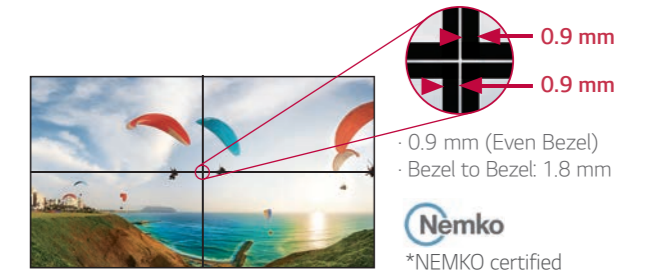 0.9 mm
0.9 mm
· 0.9 mm (Even Bezel)
· Bezel to Bezel: 1.8 mm
Nemko
*NEMKO certified